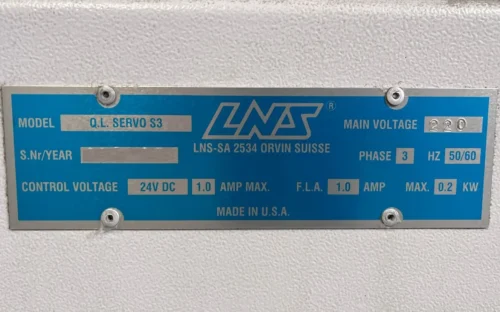 MODEL Q.L. SERVO S3 LNS ® MAIN VOLTAGE 220
S.Nr/YEAR LNS-SA 2534 ORVIN SUISSE PHASE 3 HZ 50/60
CONTROL VOLTAGE 24V DC 1.0 AMP MAX. F.L.A. 1.0 AMP MAX. 0.2 KW
MADE IN U.S.A.